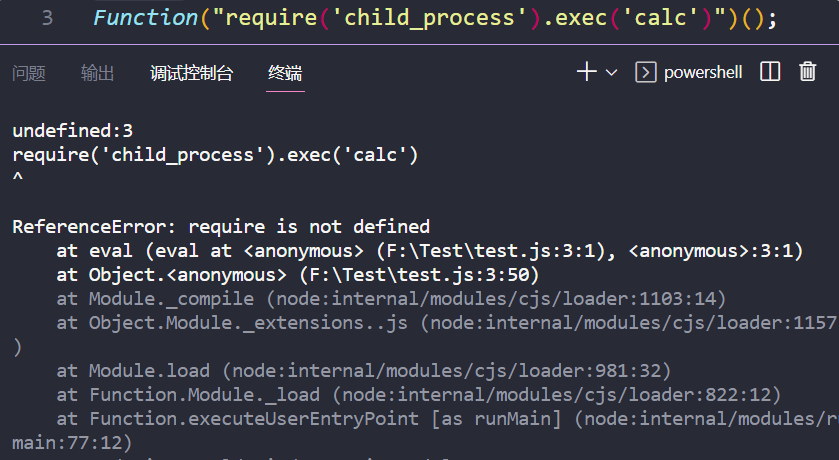 3 Function("require('child_process').exec('calc')")();
问题 输出 调试控制台 终端 powershell
undefined:3
require('child_process').exec('calc')
^
ReferenceError: require is not defined
at eval (eval at <anonymous> (F:\Test\test.js:3:1), <anonymous>:3:1)
at Object.<anonymous> (F:\Test\test.js:3:50)
at Module._compile (node:internal/modules/cjs/loader:1103:14)
at Object.Module._extensions..js (node:internal/modules/cjs/loader:1157
)
at Module.load (node:internal/modules/cjs/loader:981:32)
at Function.Module._load (node:internal/modules/cjs/loader:822:12)
at Function.executeUserEntryPoint [as runMain] (node:internal/modules/r
main:77:12)